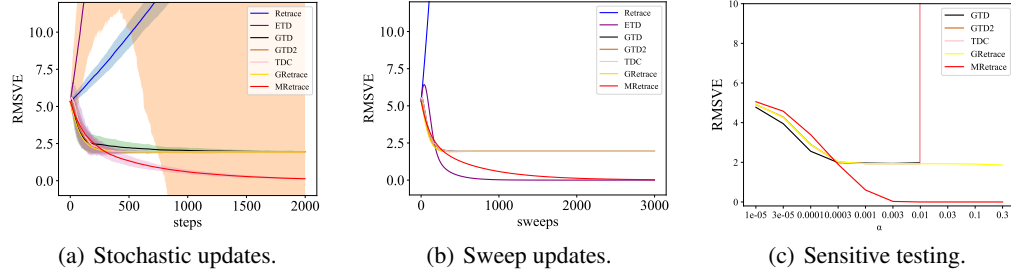 RMSVE
12.5
10.0
7.5
5.0
2.5
0.0
0
500
1000
1500
2000
steps
Retrace
ETD
GTD
GTD2
TDC
GRetrace
MRetrace
(a) Stochastic updates.
RMSVE
10.0
7.5
5.0
2.5
0.0
0
1000
2000
3000
sweeps
Retrace
ETD
GTD
GTD2
TDC
GRetrace
MRetrace
(b) Sweep updates.
RMSVE
10
8
6
4
2
0
1e-05
3e-05
0.0001
0.0003
0.001
0.003
0.01
0.03
0.1
0.3
α
GTD
GTD2
TDC
GRetrace
MRetrace
(c) Sensitive testing.